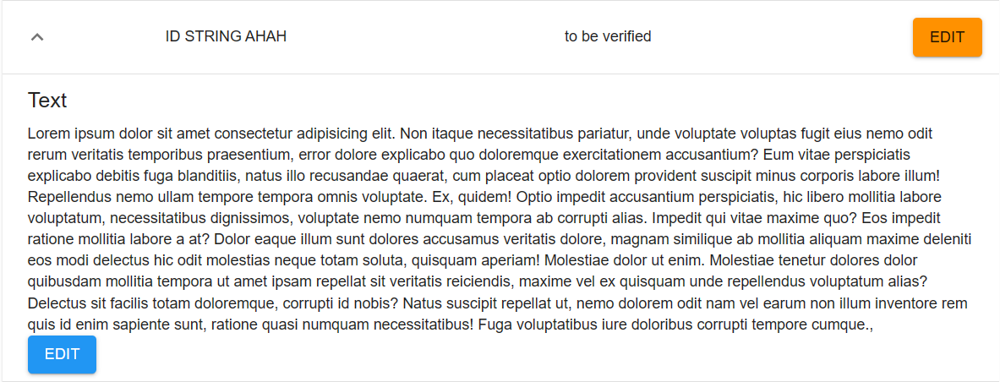 ID STRING AHAH to be verified EDIT
Text
Lorem ipsum dolor sit amet consectetur adipisicing elit. Non itaque necessitatibus pariatur, unde voluptate voluptas fugit eius nemo odit
rerum veritatis temporibus praesentium, error dolore explicabo quo doloremque exercitationem accusantium? Eum vitae perspiciatis
explicabo debitis fuga blanditiis, natus illo recusandae quaerat, cum placeat optio dolorem provident suscipit minus corporis labore illum!
Repellendus nemo ullam tempore tempora omnis voluptate. Ex, quidem! Optio impedit accusantium perspiciatis, hic libero mollitia labore
voluptatum, necessitatibus dignissimos, voluptate nemo numquam tempora ab corrupti alias. Impedit qui vitae maxime quo? Eos impedit
ratione mollitia labore a at? Dolor eaque illum sunt dolores accusamus veritatis dolore, magnam similique ab mollitia aliquam maxime deleniti
eos modi delectus hic odit molestias neque totam soluta, quisquam aperiam! Molestiae dolor ut enim. Molestiae tenetur dolores dolor
quibusdam mollitia tempora ut amet ipsam repellat sit veritatis reiciendis, maxime vel ex quisquam unde repellendus voluptatum alias?
Delectus sit facilis totam doloremque, corrupti id nobis? Natus suscipit repellat ut, nemo dolorem odit nam vel earum non illum inventore rem
quis id enim sapiente sunt, ratione quasi numquam necessitatibus! Fuga voluptatibus iure doloribus corrupti tempore cumque.,
EDIT